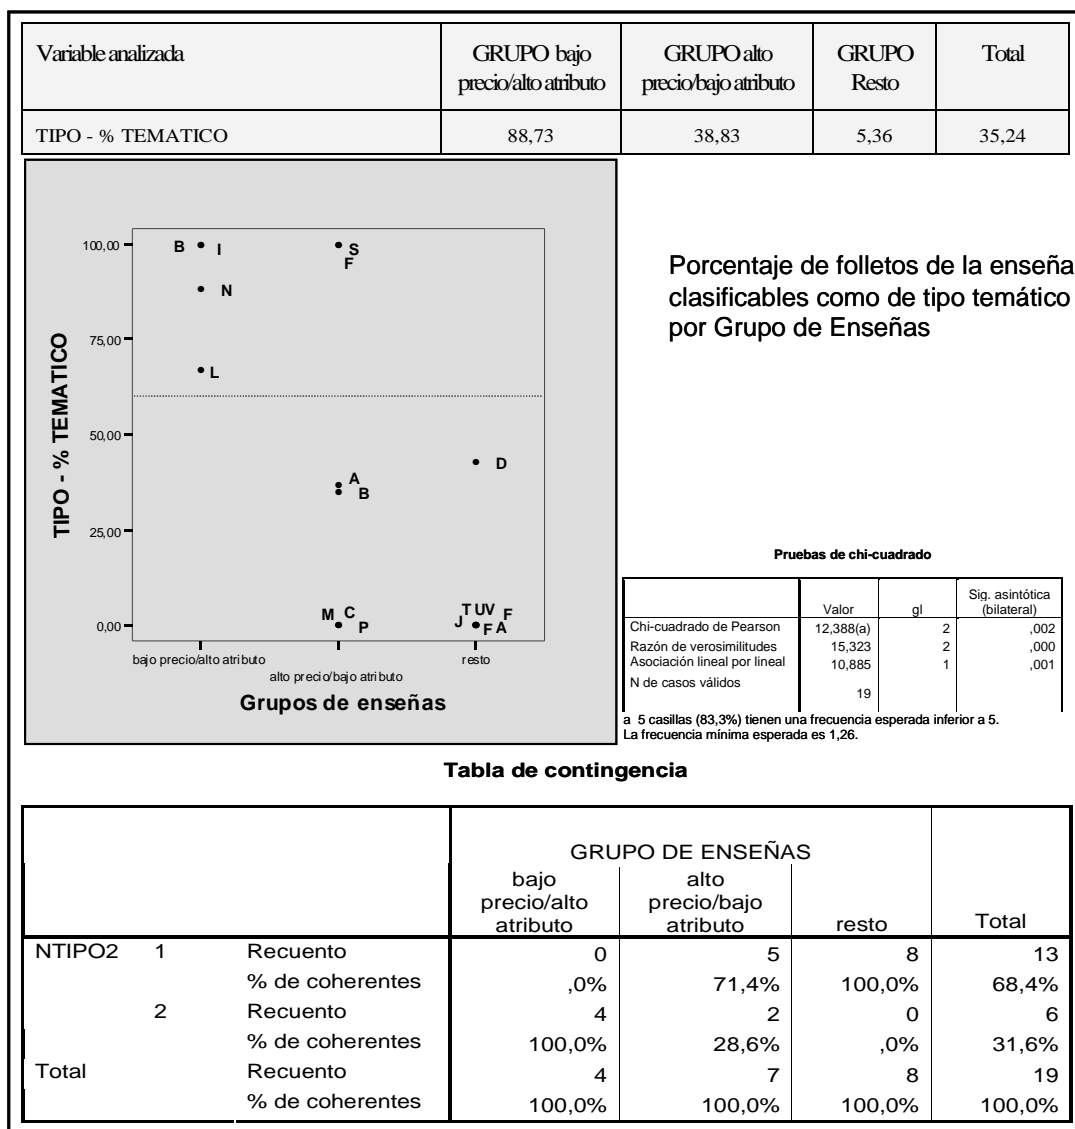 Variable analizada GRUPO bajo precio/alto atributo GRUPO alto precio/bajo atributo GRUPO Resto Total
TIPO - % TEMATICO 88,73 38,83 5,36 35,24
TIPO - % TEMATICO
100,00
75,00
50,00
25,00
0,00
B I
N
L
S
F
A
B
M C
P
D
T U V F
J F A
bajo precio/alto atributo
alto precio/bajo atributo
resto
Grupos de enseñas
Porcentaje de folletos de la enseña
clasificables como de tipo temático
por Grupo de Enseñas
Pruebas de chi-cuadrado
Valor gl Sig. asintótica (bilateral)
Chi-cuadrado de Pearson 12,388(a) 2 ,002
Razón de verosimilitudes 15,323 2 ,000
Asociación lineal por lineal 10,885 1 ,001
N de casos válidos 19
a 5 casillas (83,3%) tienen una frecuencia esperada inferior a 5.
La frecuencia mínima esperada es 1,26.
Tabla de contingencia
GRUPO DE ENSEÑAS
bajo precio/alto atributo alto precio/bajo atributo resto Total
NTIPO2 1 Recuento 0 5 8 13
% de coherentes ,0% 71,4% 100,0% 68,4%
2 Recuento 4 2 0 6
% de coherentes 100,0% 28,6% ,0% 31,6%
Total Recuento 4 7 8 19
% de coherentes 100,0% 100,0% 100,0% 100,0%